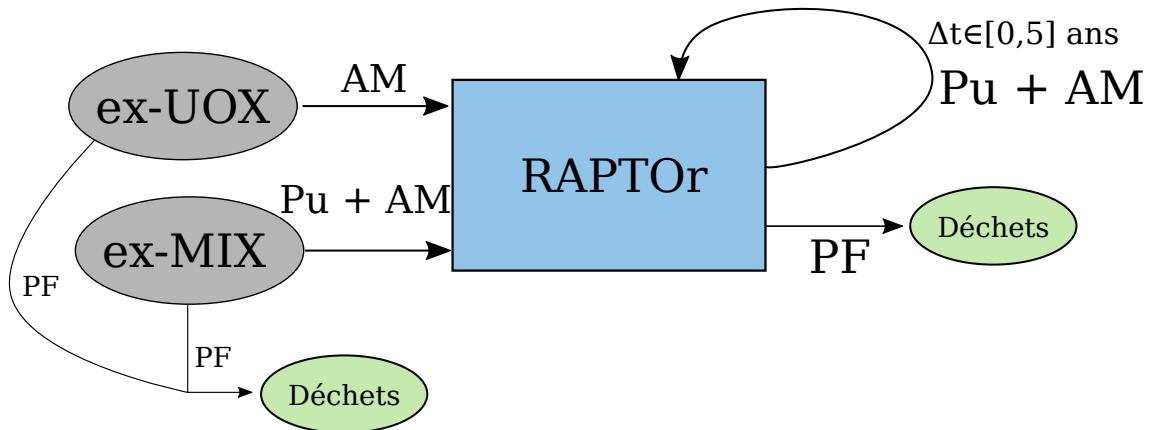 Δt∈[0,5] ans
AM
Pu + AM
ex-UOX
RAPTOr
Pu + AM
ex-MIX
Déchets
PF
PF
PF
Déchets